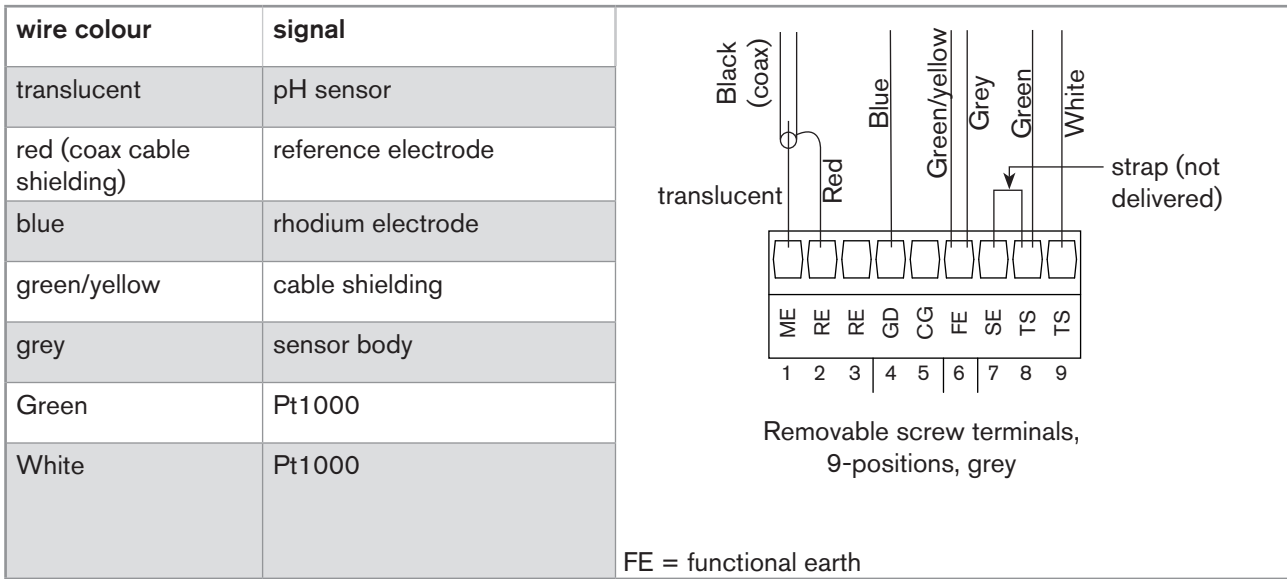 wire colour
signal
translucent
pH sensor
red (coax cable
shielding)
reference electrode
blue
rhodium electrode
green/yellow
cable shielding
grey
sensor body
Green
Pt1000
White
Pt1000
Black
(coax)
translucent
Red
Blue
Green/yellow
Grey
Green
White
strap (not
delivered)
ME RE RE GD CG FE SE TS TS
1 2 3 4 5 6 7 8 9
Removable screw terminals,
9-positions, grey
FE = functional earth